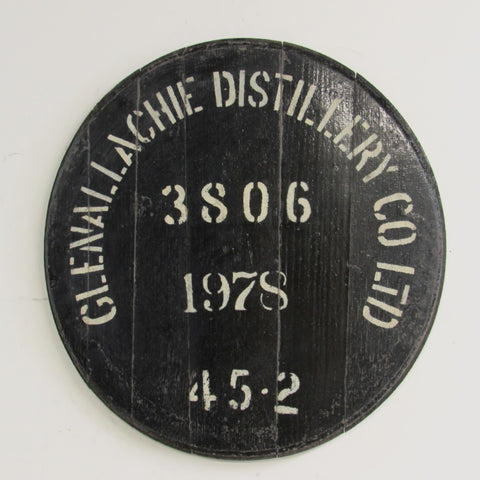 GLENALLACHIE DISTILLERY CO LTD
3806
1978
45·2